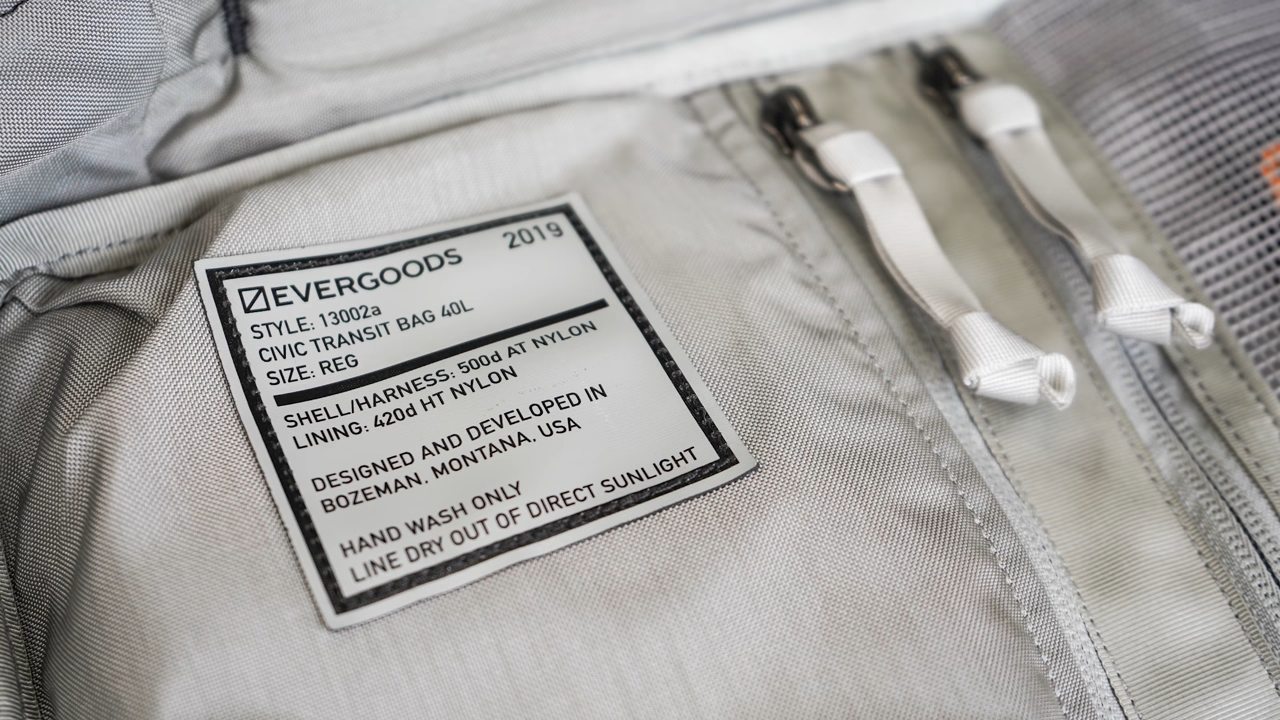 EVERGOODS 2019
STYLE: 13002a
CIVIC TRANSIT BAG 40L
SIZE: REG
SHELL/HARNESS: 500d AT NYLON
LINING: 420d HT NYLON
DESIGNED AND DEVELOPED IN
BOZEMAN. MONTANA. USA
HAND WASH ONLY
LINE DRY OUT OF DIRECT SUNLIGHT